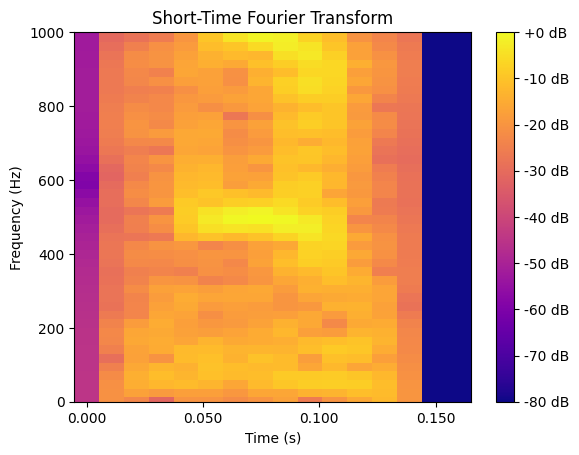 Short-Time Fourier Transform
1000
800
600
400
200
0
Frequency (Hz)
0.000
0.050
0.100
0.150
Time (s)
+0 dB
-10 dB
-20 dB
-30 dB
-40 dB
-50 dB
-60 dB
-70 dB
-80 dB